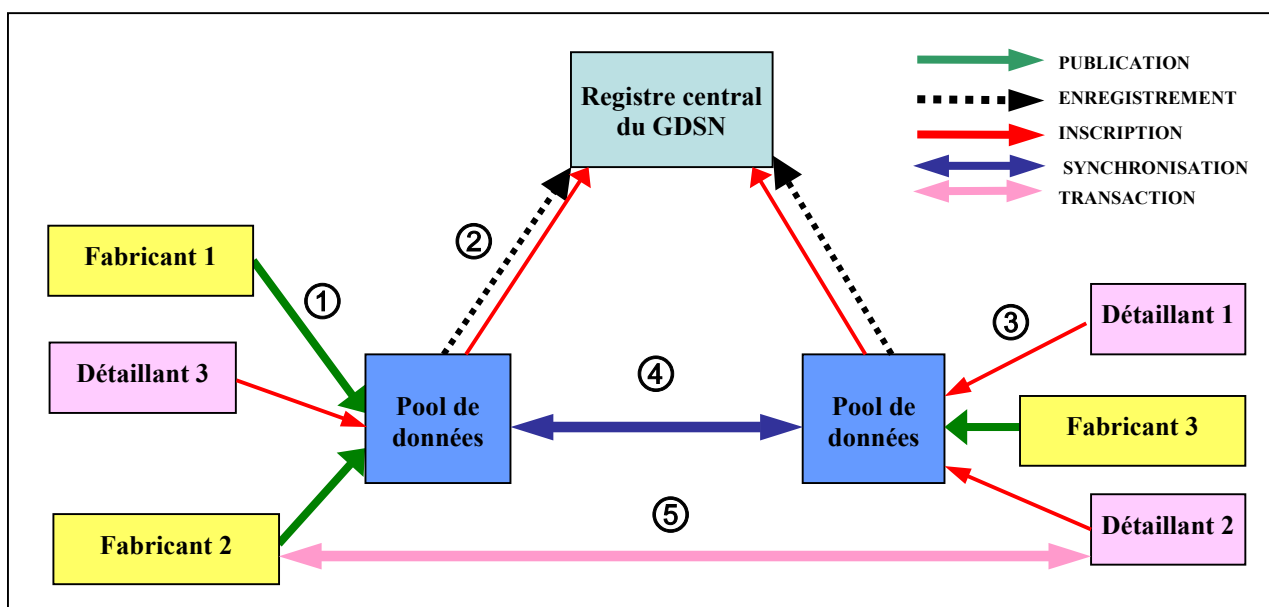 Registre central
du GDSN
PUBLICATION
ENREGISTREMENT
INSCRIPTION
SYNCHRONISATION
TRANSACTION
②
Fabricant 1
①
Détaillant 3
Pool de
données
④
Pool de
données
③
Détaillant 1
Fabricant 3
Fabricant 2
⑤
Détaillant 2